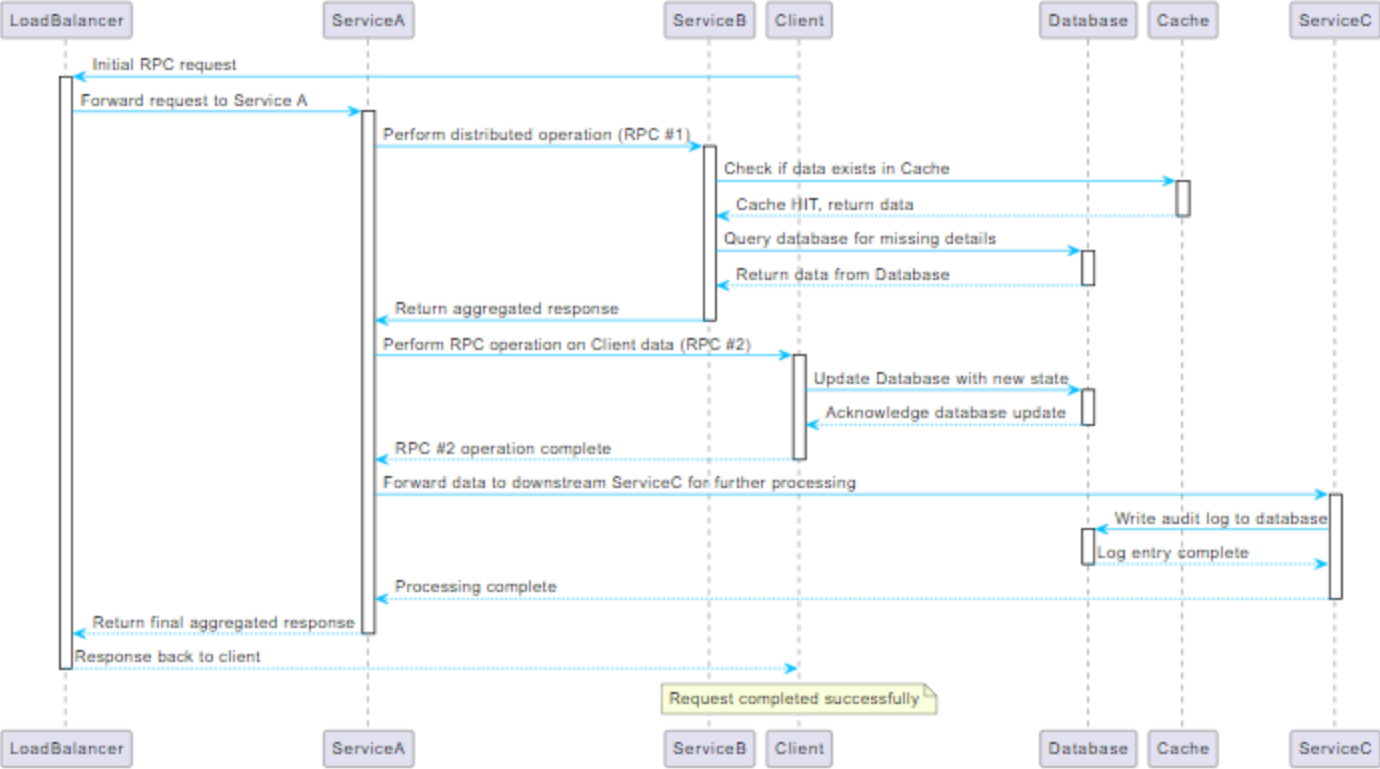 LoadBalancer
ServiceA
ServiceB
Client
Database
Cache
ServiceC
Initial RPC request
Forward request to Service A
Perform distributed operation (RPC #1)
Check if data exists in Cache
Cache HIT, return data
Query database for missing details
Return data from Database
Return aggregated response
Perform RPC operation on Client data (RPC #2)
Update Database with new state
Acknowledge database update
RPC #2 operation complete
Forward data to downstream ServiceC for further processing
Write audit log to database
Log entry complete
Processing complete
Return final aggregated response
Response back to client
Request completed successfully
LoadBalancer
ServiceA
ServiceB
Client
Database
Cache
ServiceC